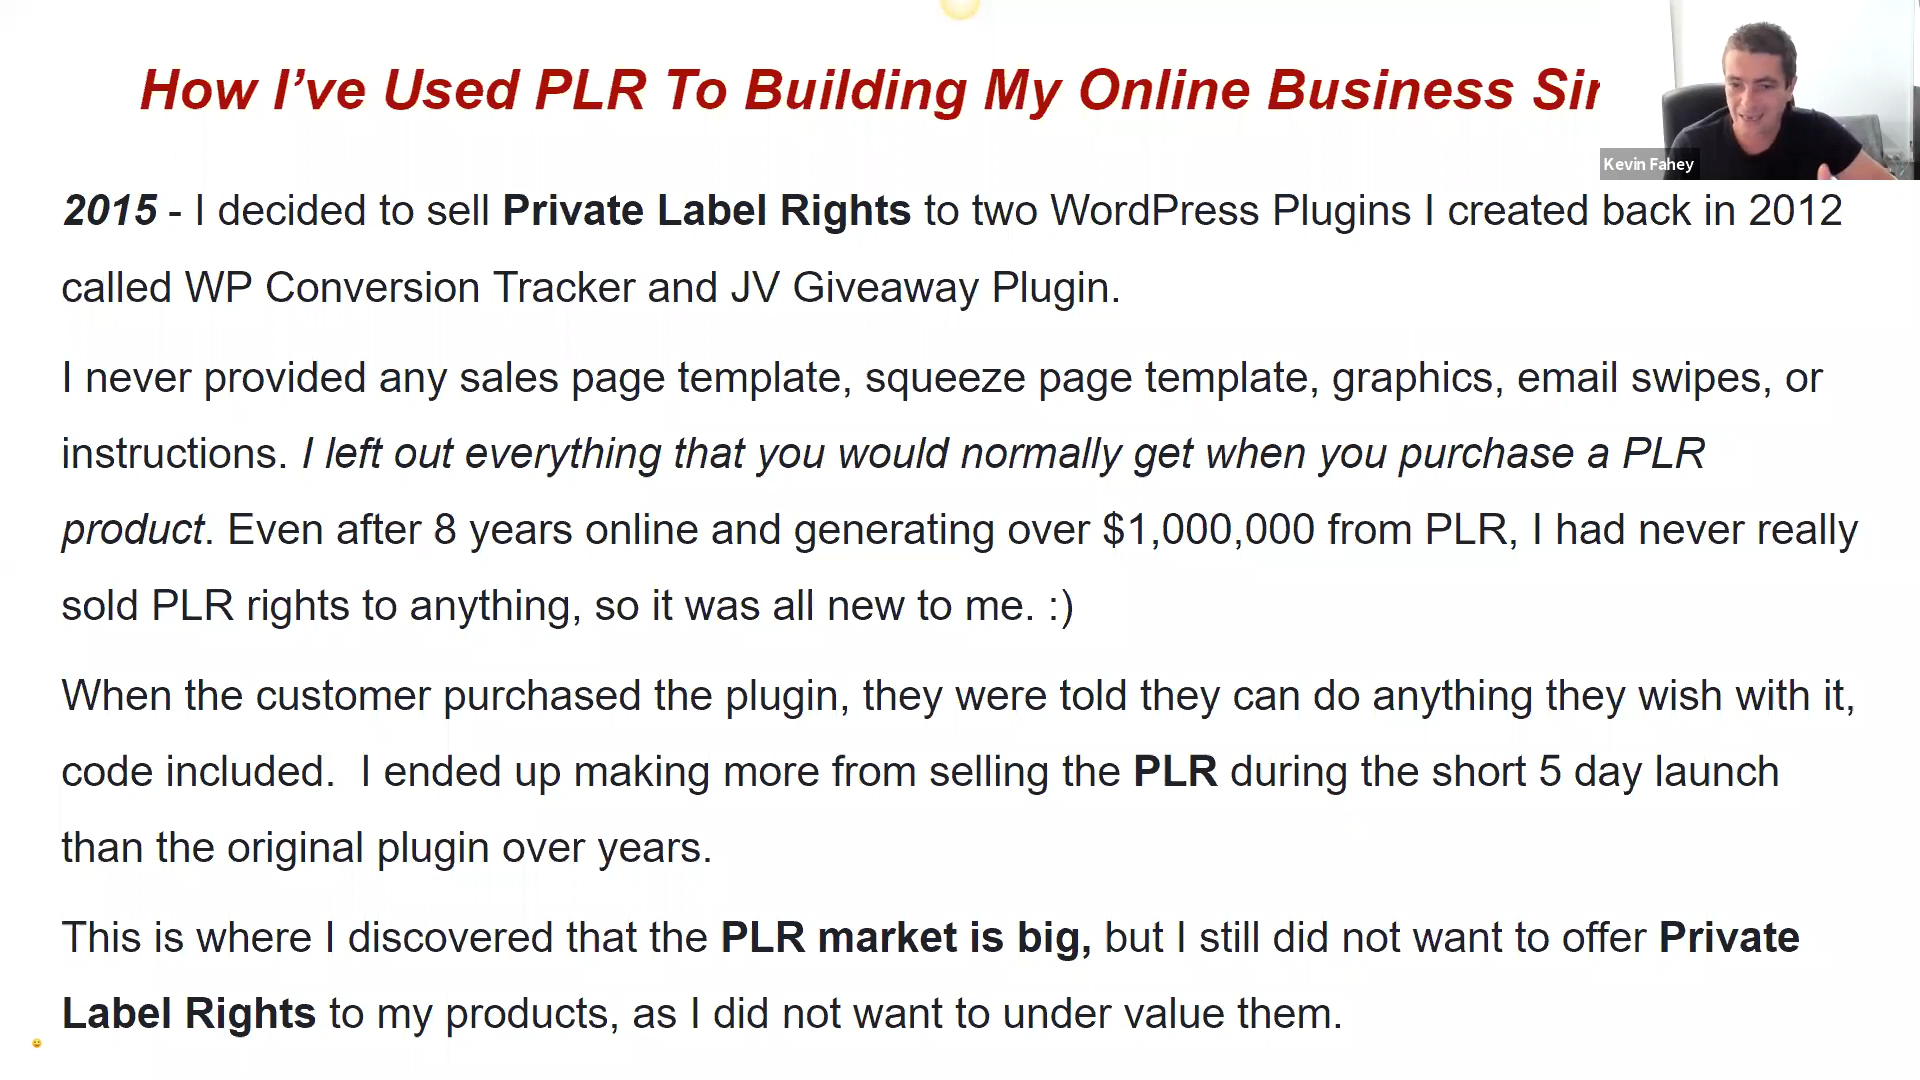 How I’ve Used PLR To Building My Online Business
Kevin Fahey
2015 - I decided to sell Private Label Rights to two WordPress Plugins I created back in 2012
called WP Conversion Tracker and JV Giveaway Plugin.
I never provided any sales page template, squeeze page template, graphics, email swipes, or
instructions. I left out everything that you would normally get when you purchase a PLR
product. Even after 8 years online and generating over $1,000,000 from PLR, I had never really
sold PLR rights to anything, so it was all new to me. :)
When the customer purchased the plugin, they were told they can do anything they wish with it,
code included.  I ended up making more from selling the PLR during the short 5 day launch
than the original plugin over years.
This is where I discovered that the PLR market is big, but I still did not want to offer Private
Label Rights to my products, as I did not want to under value them.